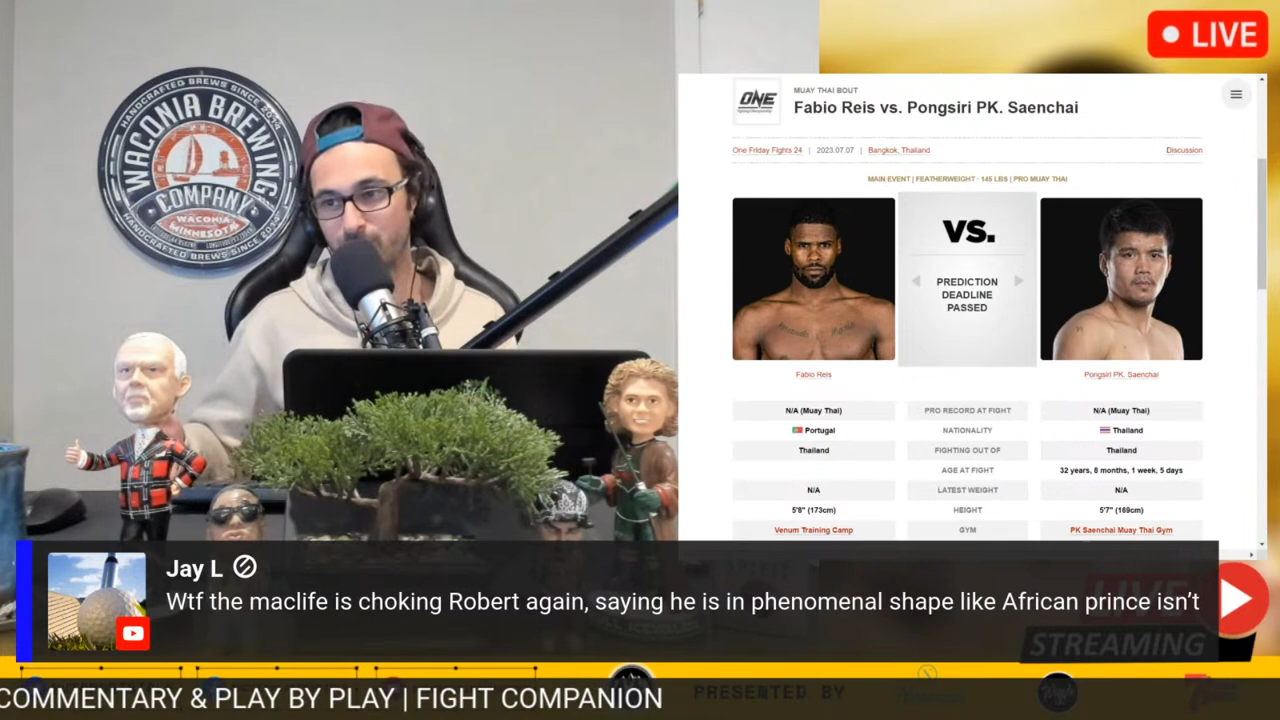 LIVE
HANDCRAFTED BREWS SINCE 2014
WACONIA BREWING
COMPANY
WACONIA
MINNESOTA
HANDCRAFTED BREWS SINCE 2014
ONE
MUAY THAI BOUT
Fabio Reis vs. Pongsiri PK. Saenchai
One Friday Fights 24 | 2023.07.07 | Bangkok, Thailand
Discussion
MAIN EVENT | FEATHERWEIGHT · 145 LBS | PRO MUAY THAI
VS.
PREDICTION
DEADLINE
PASSED
Fabio Reis
Pongsiri PK. Saenchai
N/A (Muay Thai) PRO RECORD AT FIGHT N/A (Muay Thai)
Portugal NATIONALITY Thailand
Thailand FIGHTING OUT OF Thailand
AGE AT FIGHT 32 years, 8 months, 1 week, 5 days
N/A LATEST WEIGHT N/A
5'8" (173cm) HEIGHT 5'7" (169cm)
Venum Training Camp GYM PK Saenchai Muay Thai Gym
Jay L
Wtf the maclife is choking Robert again, saying he is in phenomenal shape like African prince isn't
LIVE
STREAMING
PRESENTED BY
COMMENTARY & PLAY BY PLAY | FIGHT COMPANION